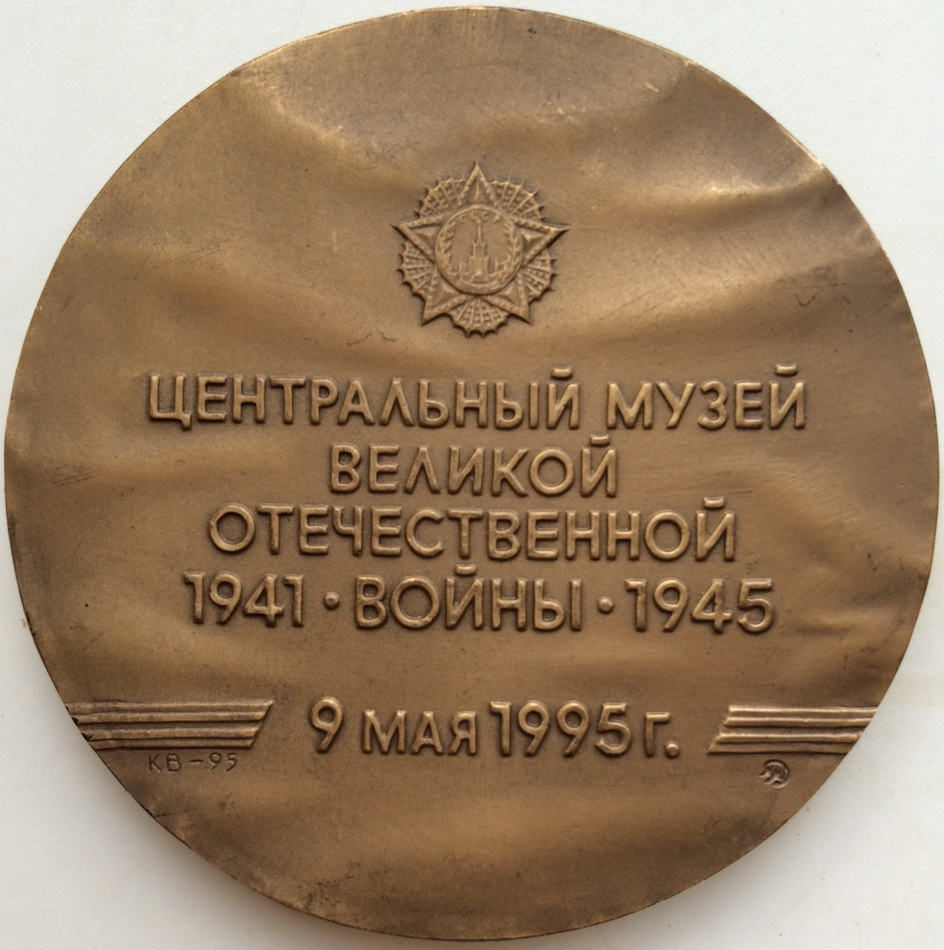 ЦЕНТРАЛЬНЫЙ МУЗЕЙ
ВЕЛИКОЙ
ОТЕЧЕСТВЕННОЙ
1941 · ВОЙНЫ · 1945
9 МАЯ 1995 Г.
КВ-95